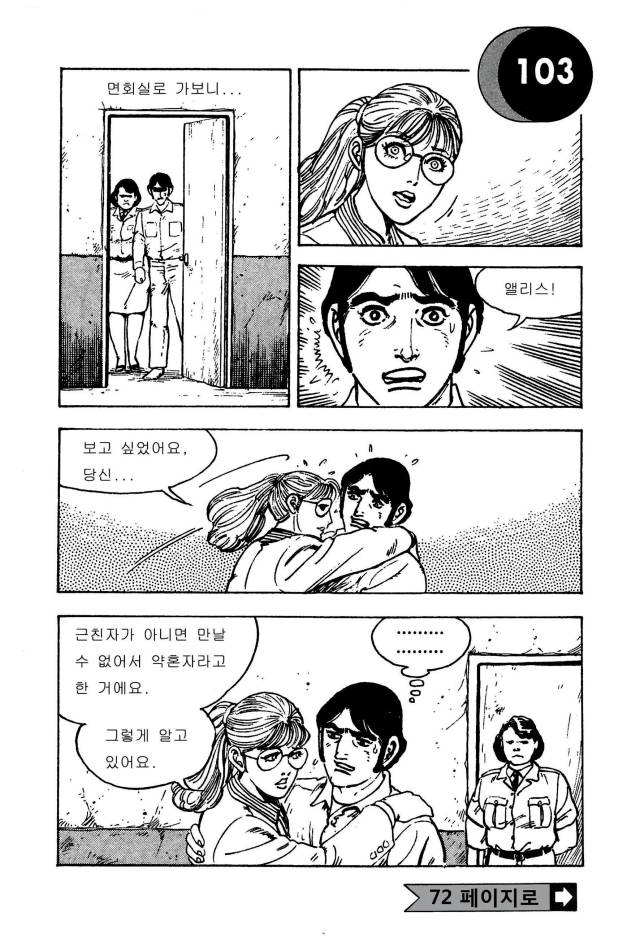 103
면회실로 가보니...
앨리스!
보고 싶었어요,
당신...
근친자가 아니면 만날
수 없어서 약혼자라고
한 거에요.
그렇게 알고
있어요.
.........
.........
72 페이지로